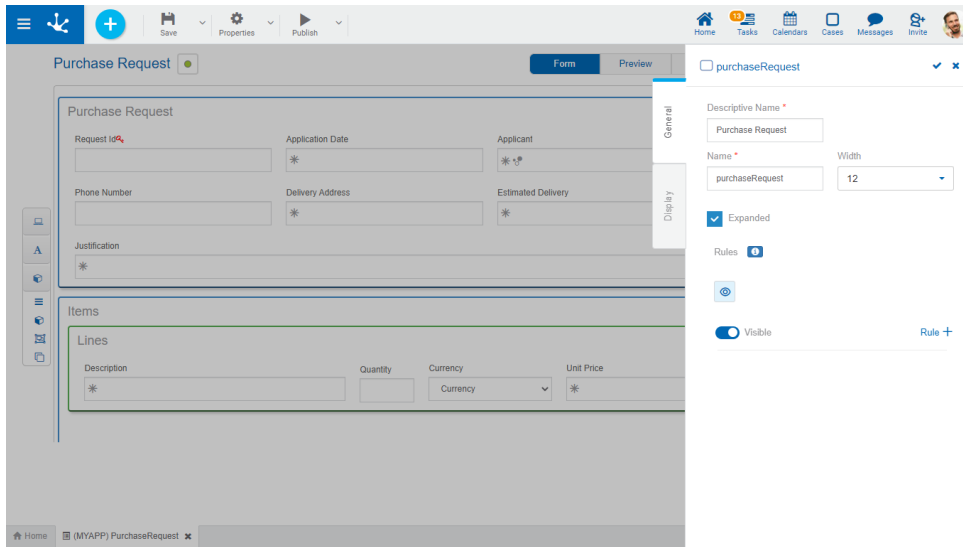 Save
Properties
Publish
Home
13
Tasks
Calendars
Cases
Messages
Invite
Purchase Request
Form
Preview
purchaseRequest
General
Display
Descriptive Name *
Purchase Request
Name *
Width
purchaseRequest
12
Expanded
Rules
Visible
Rule +
Purchase Request
Request Id
Application Date
Applicant
Phone Number
Delivery Address
Estimated Delivery
Justification
A
Items
Lines
Description
Quantity
Currency
Unit Price
Currency
Home
(MYAPP) PurchaseRequest